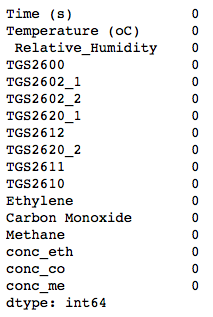 Time (s) 0
Temperature (oC) 0
Relative_Humidity 0
TGS2600 0
TGS2602_1 0
TGS2602_2 0
TGS2620_1 0
TGS2612 0
TGS2620_2 0
TGS2611 0
TGS2610 0
Ethylene 0
Carbon Monoxide 0
Methane 0
conc_eth 0
conc_co 0
conc_me 0
dtype: int64